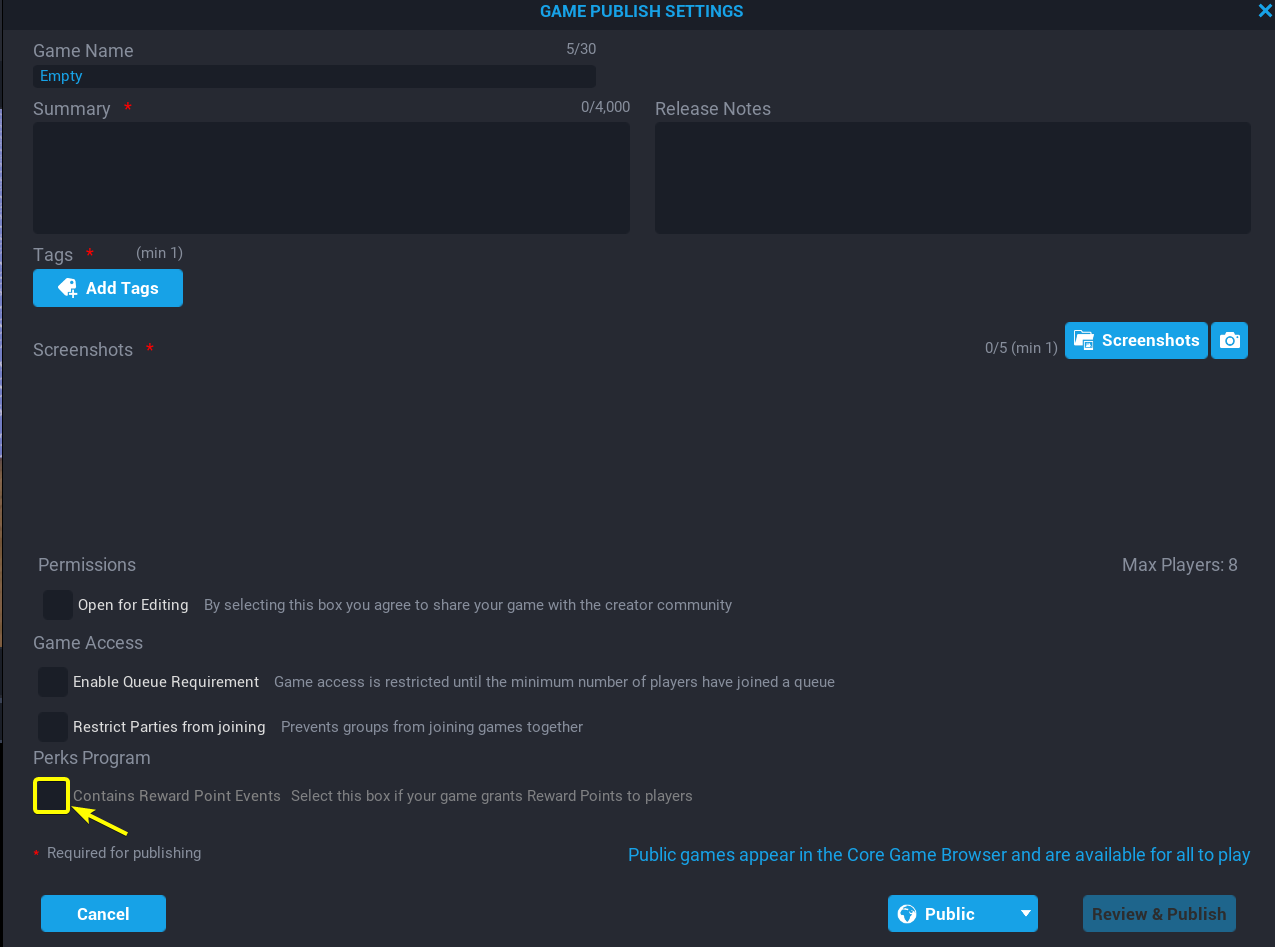 GAME PUBLISH SETTINGS
Game Name 5/30
Empty
Summary * 0/4,000 Release Notes
Tags * (min 1)
Add Tags
Screenshots * 0/5 (min 1) Screenshots
Permissions Max Players: 8
Open for Editing By selecting this box you agree to share your game with the creator community
Game Access
Enable Queue Requirement Game access is restricted until the minimum number of players have joined a queue
Restrict Parties from joining Prevents groups from joining games together
Perks Program
Contains Reward Point Events Select this box if your game grants Reward Points to players
* Required for publishing Public games appear in the Core Game Browser and are available for all to play
Cancel Public Review & Publish